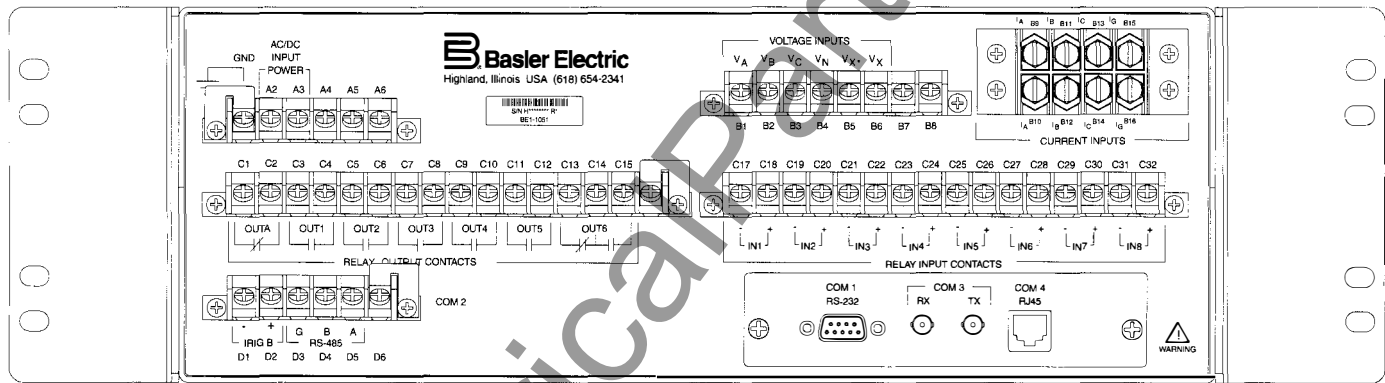 GND
AC/DC
INPUT
POWER
A2 A3 A4 A5 A6
Basler Electric
Highland, Illinois USA (618) 654-2341
S/N H******** R*
BE1-1051
VOLTAGE INPUTS
VA VB VC VN VX' VX
B1 B2 B3 B4 B5 B6 B7 B8
IA B9 IB B11 IC B13 IG B15
IA B10 IB B12 IC B14 IG B16
CURRENT INPUTS
C1 C2 C3 C4 C5 C6 C7 C8 C9 C10 C11 C12 C13 C14 C15
OUTA OUT1 OUT2 OUT3 OUT4 OUT5 OUT6
RELAY OUTPUT CONTACTS
C17 C18 C19 C20 C21 C22 C23 C24 C25 C26 C27 C28 C29 C30 C31 C32
- + - + - + - + - + - + - + - +
IN1 IN2 IN3 IN4 IN5 IN6 IN7 IN8
RELAY INPUT CONTACTS
COM 2
- + G B A
IRIG B RS-485
D1 D2 D3 D4 D5 D6
COM 1
RS-232
COM 3
RX TX
COM 4
RJ45
WARNING